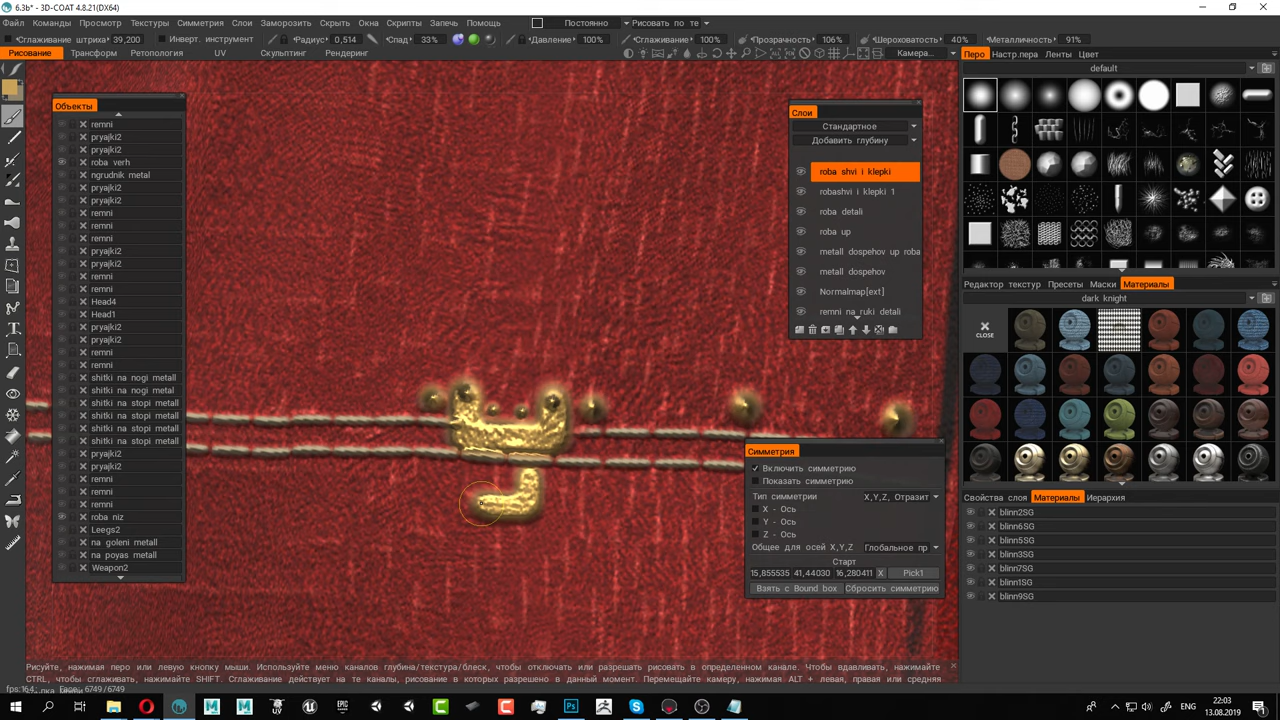 6.3b* - 3D-COAT 4.8.21(DX64)
Файл Команды Просмотр Текстуры Симметрия Слои Заморозить Скрыть Окна Скрипты Запечь Помощь Постоянно Рисовать по те
Сглаживание штриха 39,200 Инверт.инструмент Радиус 0,514 Спад 33% Давление 100% Сглаживание 100% Прозрачность 106% Шероховатость 40% Металличность 91%
Рисование Трансформ Ретопология UV Скульптинг Рендеринг Камера...
Перо Настр.пера Ленты Цвет
default
Объекты
remni
pryajki2
pryajki2
roba verh
ngrudnik metal
pryajki2
pryajki2
remni
remni
remni
pryajki2
pryajki2
remni
remni
Head4
Head1
pryajki2
pryajki2
remni
remni
shitki na nogi metall
shitki na nogi metal
shitki na stopi metall
shitki na stopi metall
shitki na stopi metall
shitki na stopi metall
pryajki2
pryajki2
remni
remni
remni
roba niz
Leegs2
na goleni metall
na poyas metall
Weapon2
Слои
Стандартное
Добавить глубину
roba shvi i klepki
robashvi i klepki 1
roba detali
roba up
metall dospehov up roba
metall dospehov
Normalmap[ext]
remni na_ruki detali
Симметрия
Включить симметрию
Показать симметрию
Тип симметрии X,Y,Z, Отразит
X - Ось
Y - Ось
Z - Ось
Общее для осей X,Y,Z Глобальное пр
Старт
15,855535 41,44030 16,280411 X Pick1
Взять с Bound box Сбросить симметрию
Редактор текстур Пресеты Маски Материалы
dark knight
CLOSE
Свойства слоя Материалы Иерархия
blinn2SG
blinn6SG
blinn5SG
blinn3SG
blinn7SG
blinn1SG
blinn9SG
Рисуйте, нажимая перо или левую кнопку мыши. Используйте меню каналов глубина/текстура/блеск, чтобы отключать или разрешать рисовать в определенном канале. Чтобы вдавливать, нажимайте
CTRL, чтобы сглаживать, нажимайте SHIFT. Сглаживание действует на те каналы, рисование в которых разрешено в данный момент. Перемещайте камеру, нажимая ALT + левая, правая или средняя
22:03
13.08.2019
ENG